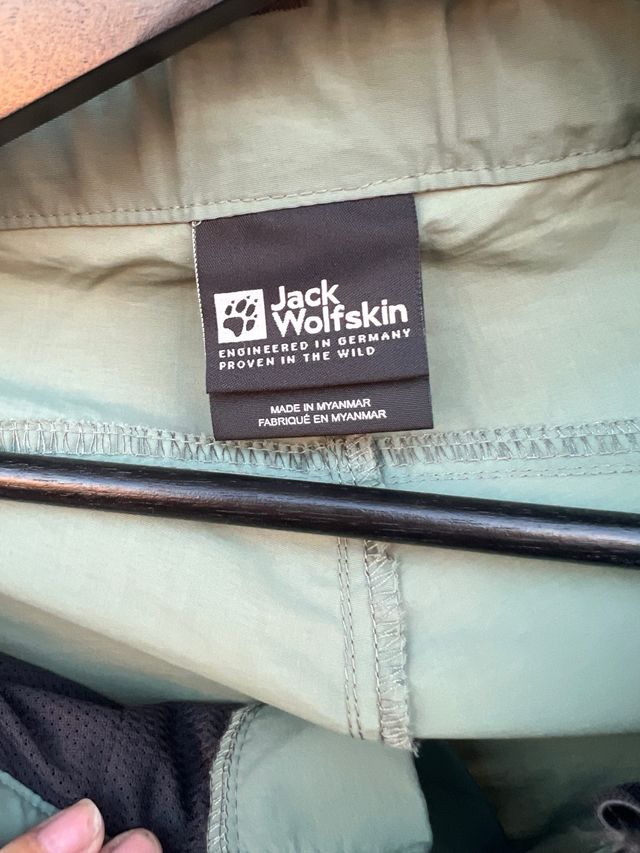 Jack
Wolfskin
ENGINEERED IN GERMANY
PROVEN IN THE WILD
MADE IN MYANMAR
FABRIQUÉ EN MYANMAR